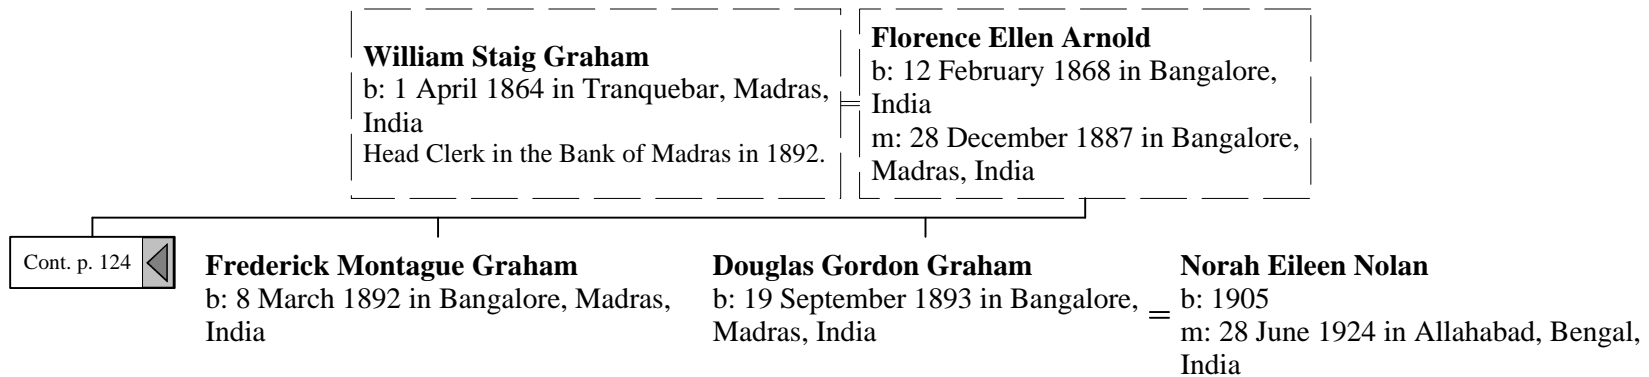 William Staig Graham
b: 1 April 1864 in Tranquebar, Madras,
India
Head Clerk in the Bank of Madras in 1892.
Florence Ellen Arnold
b: 12 February 1868 in Bangalore,
India
m: 28 December 1887 in Bangalore,
Madras, India
=
Cont. p. 124
Frederick Montague Graham
b: 8 March 1892 in Bangalore, Madras,
India
Douglas Gordon Graham
b: 19 September 1893 in Bangalore,
Madras, India
=
Norah Eileen Nolan
b: 1905
m: 28 June 1924 in Allahabad, Bengal,
India